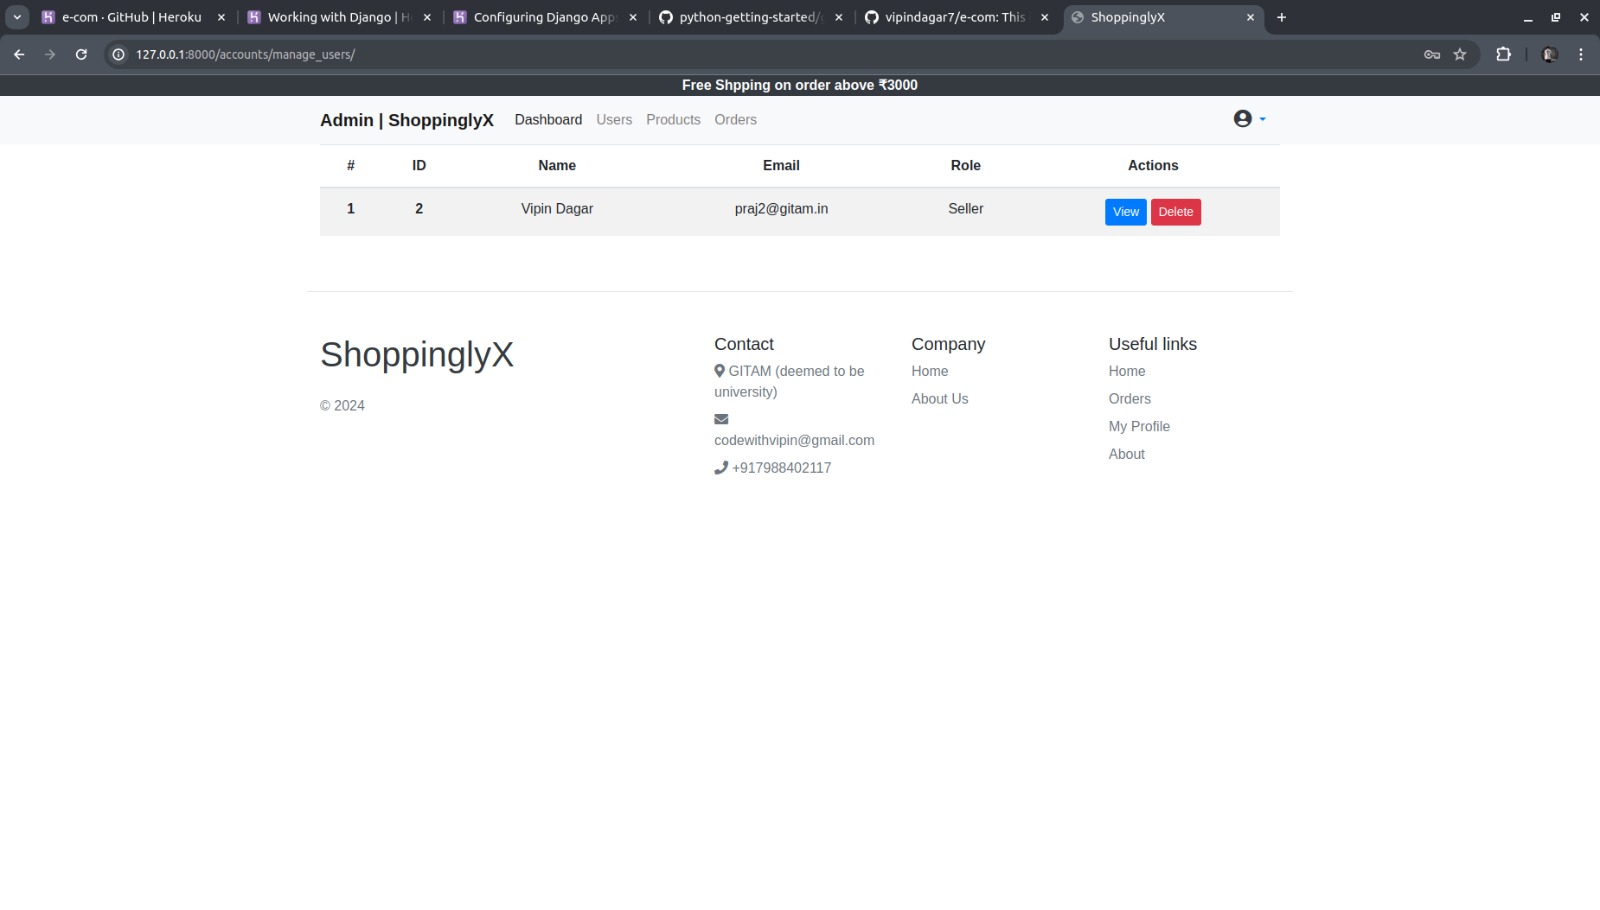 e-com · GitHub | Heroku
Working with Django | H
Configuring Django App
python-getting-started/
vipindagar7/e-com: This
ShoppinglyX
127.0.0.1:8000/accounts/manage_users/
Free Shpping on order above ₹3000
Admin | ShoppinglyX Dashboard Users Products Orders
# ID Name Email Role Actions
1 2 Vipin Dagar praj2@gitam.in Seller View Delete
ShoppinglyX
© 2024
Contact
GITAM (deemed to be
university)
codewithvipin@gmail.com
+917988402117
Company
Home
About Us
Useful links
Home
Orders
My Profile
About